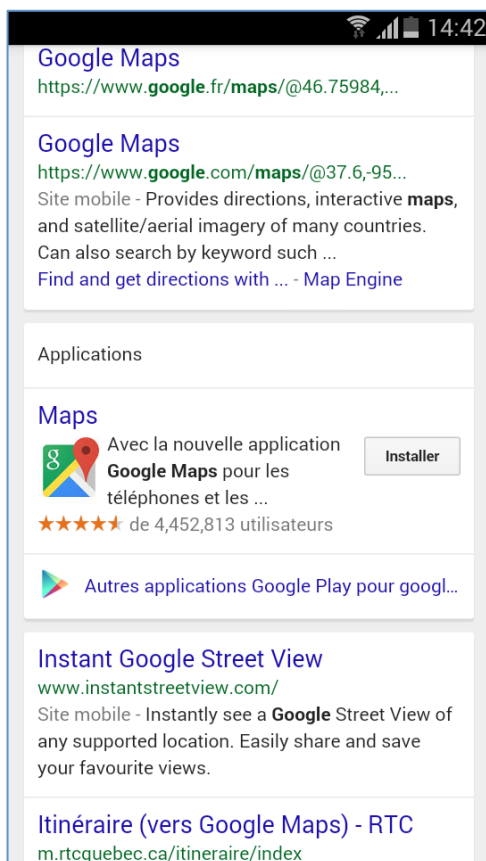 14:42
Google Maps
https://www.google.fr/maps/@46.75984,...
Google Maps
https://www.google.com/maps/@37.6,-95...
Site mobile - Provides directions, interactive maps,
and satellite/aerial imagery of many countries.
Can also search by keyword such ...
Find and get directions with ... - Map Engine
Applications
Maps
Avec la nouvelle application
Google Maps pour les
téléphones et les ...
Installer
g
de 4,452,813 utilisateurs
Autres applications Google Play pour googl...
Instant Google Street View
www.instantstreetview.com/
Site mobile - Instantly see a Google Street View of
any supported location. Easily share and save
your favourite views.
Itinéraire (vers Google Maps) - RTC
m.rtcquebec.ca/itineraire/index